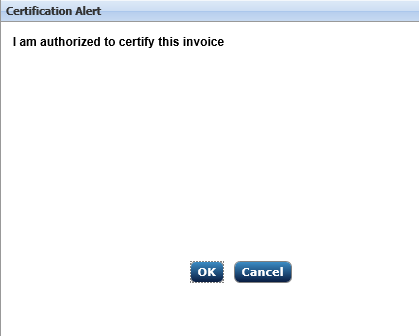 Certification Alert
I am authorized to certify this invoice
OK Cancel